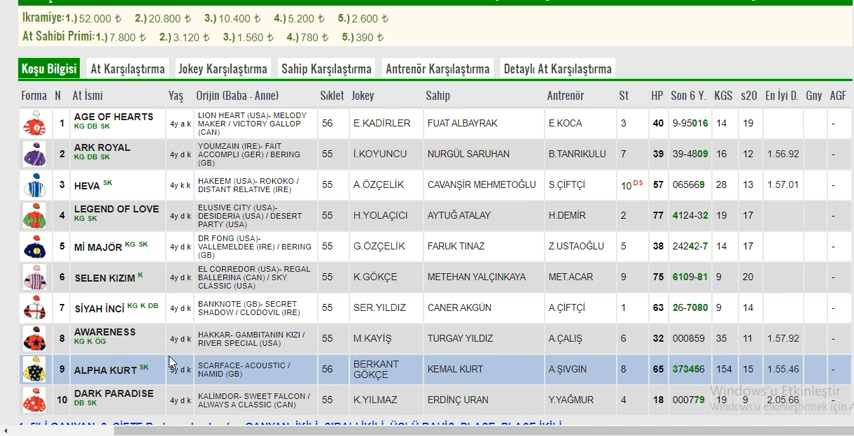 Ikramiye:1.) 52.000 ₺ 2.) 20.800 ₺ 3.) 10.400 ₺ 4.) 5.200 ₺ 5.) 2.600 ₺
At Sahibi Primi:1.) 7.800 ₺ 2.) 3.120 ₺ 3.) 1.560 ₺ 4.) 780 ₺ 5.) 390 ₺
Koşu Bilgisi At Karşılaştırma Jokey Karşılaştırma Sahip Karşılaştırma Antrenör Karşılaştırma Detaylı At Karşılaştırma
Forma N At İsmi Yaş Orijin (Baba - Anne) Sıklet Jokey Sahip Antrenör St HP Son 6 Y. KGS s20 En İyi D. Gny AGF
1 AGE OF HEARTS KG DB SK 4y a k LION HEART (USA)- MELODY MAKER / VICTORY GALLOP (CAN) 56 E.KADİRLER FUAT ALBAYRAK E.KOCA 3 40 9-95016 14 19 -
2 ARK ROYAL KG DB SK 4y d k YOUMZAIN (IRE)- FAIT ACCOMPLI (GER) / BERING (GB) 56 İ.KOYUNCU NURGÜL SARUHAN B.TANRIKULU 7 39 39-4809 16 12 1.56.92 -
3 HEVA SK 4y k k HAKEEM (USA)- ROKOKO / DISTANT RELATIVE (IRE) 55 A.ÖZÇELİK CAVANŞİR MEHMETOĞLU S.ÇİFTÇİ 10 DS 57 065669 28 13 1.57.01 -
4 LEGEND OF LOVE KG SK 4y d k ELUSIVE CITY (USA)- DESIDERIA (USA) / DESERT PARTY (USA) 55 H.YOLAÇICI AYTUĞ ATALAY H.DEMİR 2 77 4124-32 19 17 -
5 Mİ MAJÖR KG SK 4y d k DR FONG (USA)- VALLEMELDEE (IRE) / BERING (GB) 55 G.ÖZÇELİK FARUK TINAZ Z.USTAOĞLU 5 38 24242-7 14 17 -
6 SELEN KIZIM K 4y d k EL CORREDOR (USA)- REGAL BALLERINA (CAN) / SKY CLASSIC (USA) 55 K.GÖKÇE METEHAN YALÇINKAYA MET.ACAR 9 75 6109-81 9 20 -
7 SİYAH İNCİ KG K DB 4y d k BANKNOTE (GB)- SECRET SHADOW / CLODOVIL (IRE) 55 SER.YILDIZ CANER AKGÜN A.ÇİFTÇİ 1 63 26-7080 9 14 -
8 AWARENESS KG K ÖG 4y d k HAKKAR- GAMBITANIN KIZI / RIVER SPECIAL (USA) 55 M.KAYİŞ TURGAY YILDIZ A.ÇALIŞ 6 32 000859 35 11 1.57.92 -
9 ALPHA KURT SK d k SCARFACE- ACOUSTIC / NAMID (GB) 56 BERKANT GÖKÇE KEMAL KURT A.ŞIVGIN 8 65 373456 154 15 1.55.46 -
10 DARK PARADISE DB SK 4y d k KALİMDOR- SWEET FALCON / ALWAYS A CLASSIC (CAN) 55 K.YILMAZ ERDİNÇ URAN Y.YAĞMUR 4 18 000779 19 9 2.05.66 -
Windows'u Etkinleştir
Windows'u etkinleştirmek için A